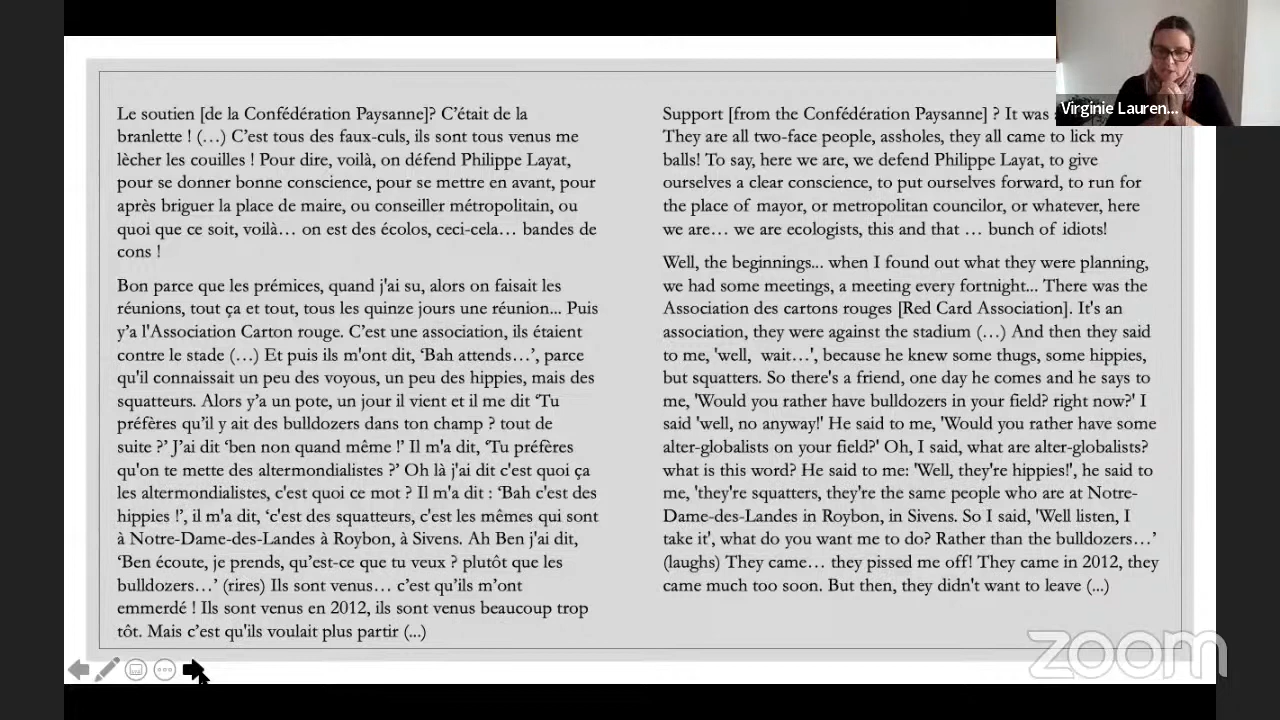 Le soutien [de la Confédération Paysanne]? C'était de la
branlette ! (…) C'est tous des faux-culs, ils sont tous venus me
lècher les couilles ! Pour dire, voilà, on défend Philippe Layat,
pour se donner bonne conscience, pour se mettre en avant, pour
après briguer la place de maire, ou conseiller métropolitain, ou
quoi que ce soit, voilà… on est des écolos, ceci-cela… bandes de
cons !
Bon parce que les prémices, quand j'ai su, alors on faisait les
réunions, tout ça et tout, tous les quinze jours une réunion... Puis
y'a l'Association Carton rouge. C'est une association, ils étaient
contre le stade (…) Et puis ils m'ont dit, 'Bah attends…', parce
qu'il connaissait un peu des voyous, un peu des hippies, mais des
squatteurs. Alors y'a un pote, un jour il vient et il me dit 'Tu
préfères qu'il y ait des bulldozers dans ton champ ? tout de
suite ?' J'ai dit 'ben non quand même !' Il m'a dit, 'Tu préfères
qu'on te mette des altermondialistes ?' Oh là j'ai dit c'est quoi ça
les altermondialistes, c'est quoi ce mot ? Il m'a dit : 'Bah c'est des
hippies !', il m'a dit, 'c'est des squatteurs, c'est les mêmes qui sont
à Notre-Dame-des-Landes à Roybon, à Sivens. Ah Ben j'ai dit,
'Ben écoute, je prends, qu'est-ce que tu veux ? plutôt que les
bulldozers…' (rires) Ils sont venus… c'est qu'ils m'ont
emmerdé ! Ils sont venus en 2012, ils sont venus beaucoup trop
tôt. Mais c'est qu'ils voulait plus partir (...)
Support [from the Confédération Paysanne] ? It was
They are all two-face people, assholes, they all came to lick my
balls! To say, here we are, we defend Philippe Layat, to give
ourselves a clear conscience, to put ourselves forward, to run for
the place of mayor, or metropolitan councilor, or whatever, here
we are… we are ecologists, this and that … bunch of idiots!
Well, the beginnings... when I found out what they were planning,
we had some meetings, a meeting every fortnight... There was the
Association des cartons rouges [Red Card Association]. It's an
association, they were against the stadium (…) And then they said
to me, 'well, wait…', because he knew some thugs, some hippies,
but squatters. So there's a friend, one day he comes and he says to
me, 'Would you rather have bulldozers in your field? right now?' I
said 'well, no anyway!' He said to me, 'Would you rather have some
alter-globalists on your field?' Oh, I said, what are alter-globalists?
what is this word? He said to me: 'Well, they're hippies!', he said to
me, 'they're squatters, they're the same people who are at Notre-
Dame-des-Landes in Roybon, in Sivens. So I said, 'Well listen, I
take it', what do you want me to do? Rather than the bulldozers…'
(laughs) They came… they pissed me off! They came in 2012, they
came much too soon. But then, they didn't want to leave (...)
Virginie Lauren...
zoom